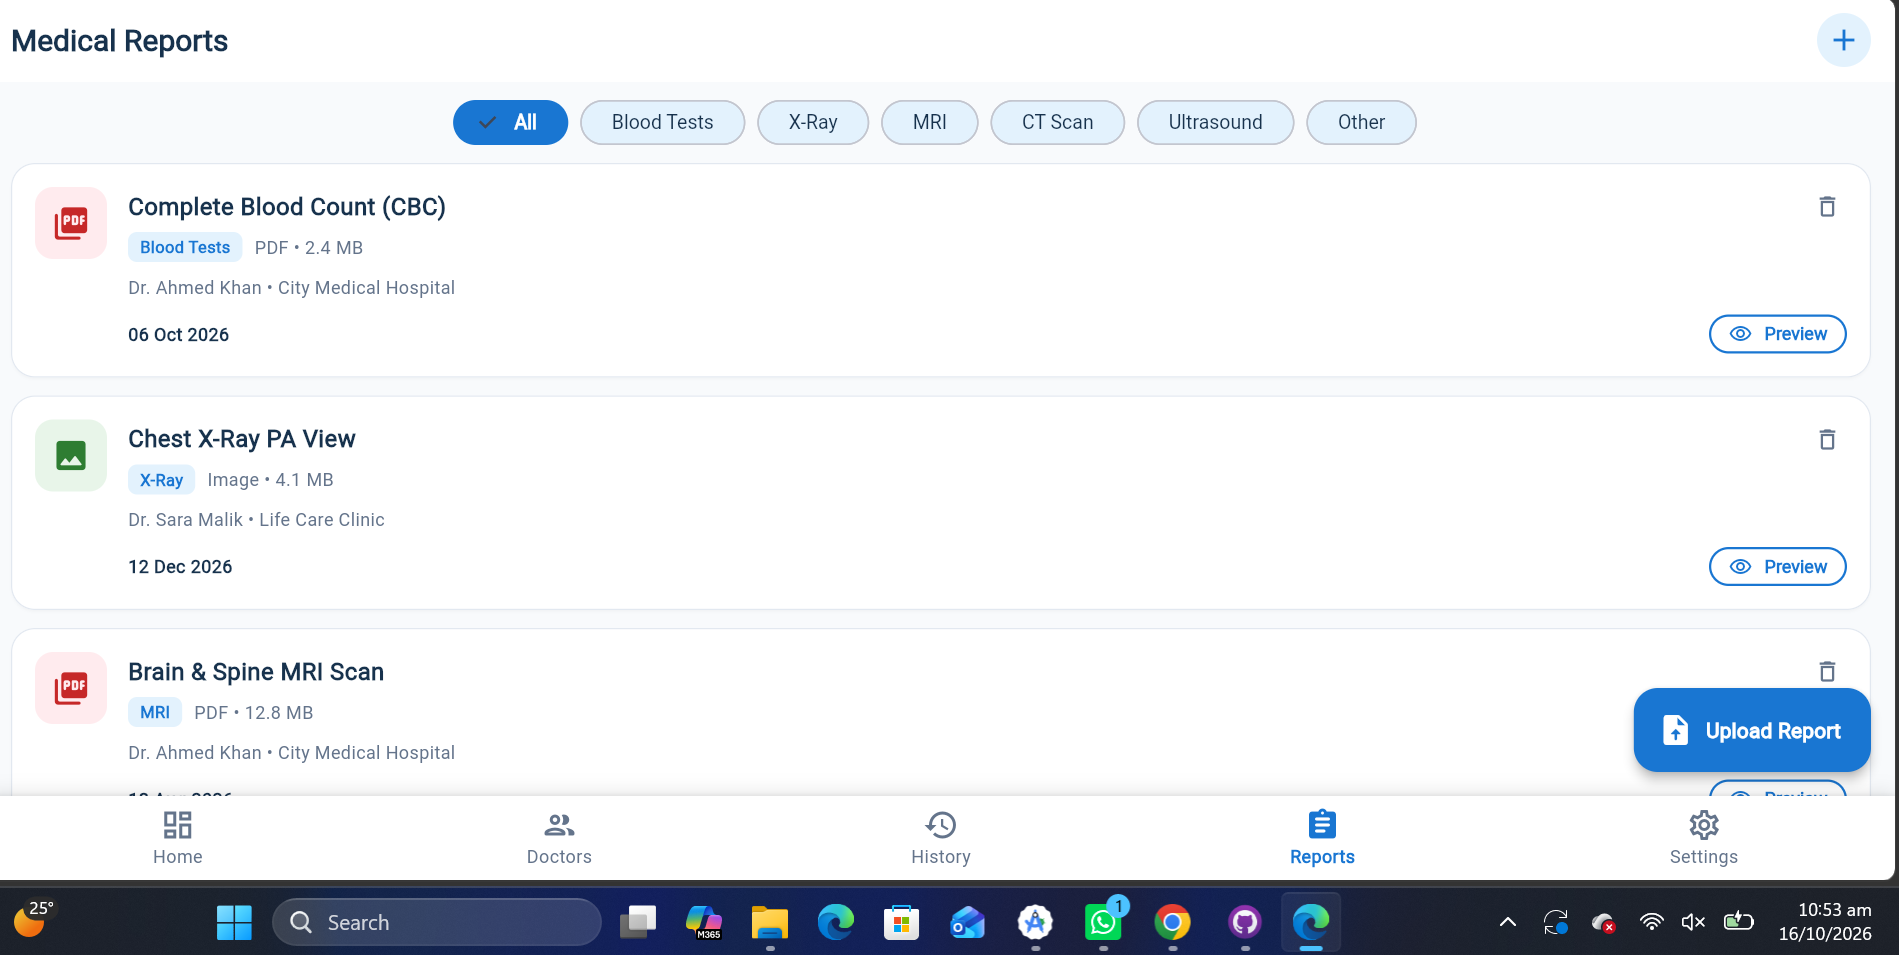 Medical Reports
All
Blood Tests
X-Ray
MRI
CT Scan
Ultrasound
Other
PDF
Complete Blood Count (CBC)
Blood Tests PDF • 2.4 MB
Dr. Ahmed Khan • City Medical Hospital
06 Oct 2026
Preview
Chest X-Ray PA View
X-Ray Image • 4.1 MB
Dr. Sara Malik • Life Care Clinic
12 Dec 2026
Preview
PDF
Brain & Spine MRI Scan
MRI PDF • 12.8 MB
Dr. Ahmed Khan • City Medical Hospital
Upload Report
Preview
Home
Doctors
History
Reports
Settings
25°
Search
M365
1
10:53 am
16/10/2026